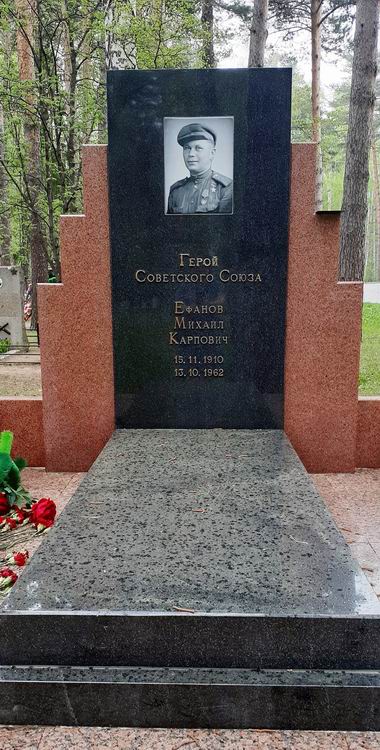 Герой
Советского Союза
Ефанов
Михаил
Карпович
15.11.1910
13.10.1962